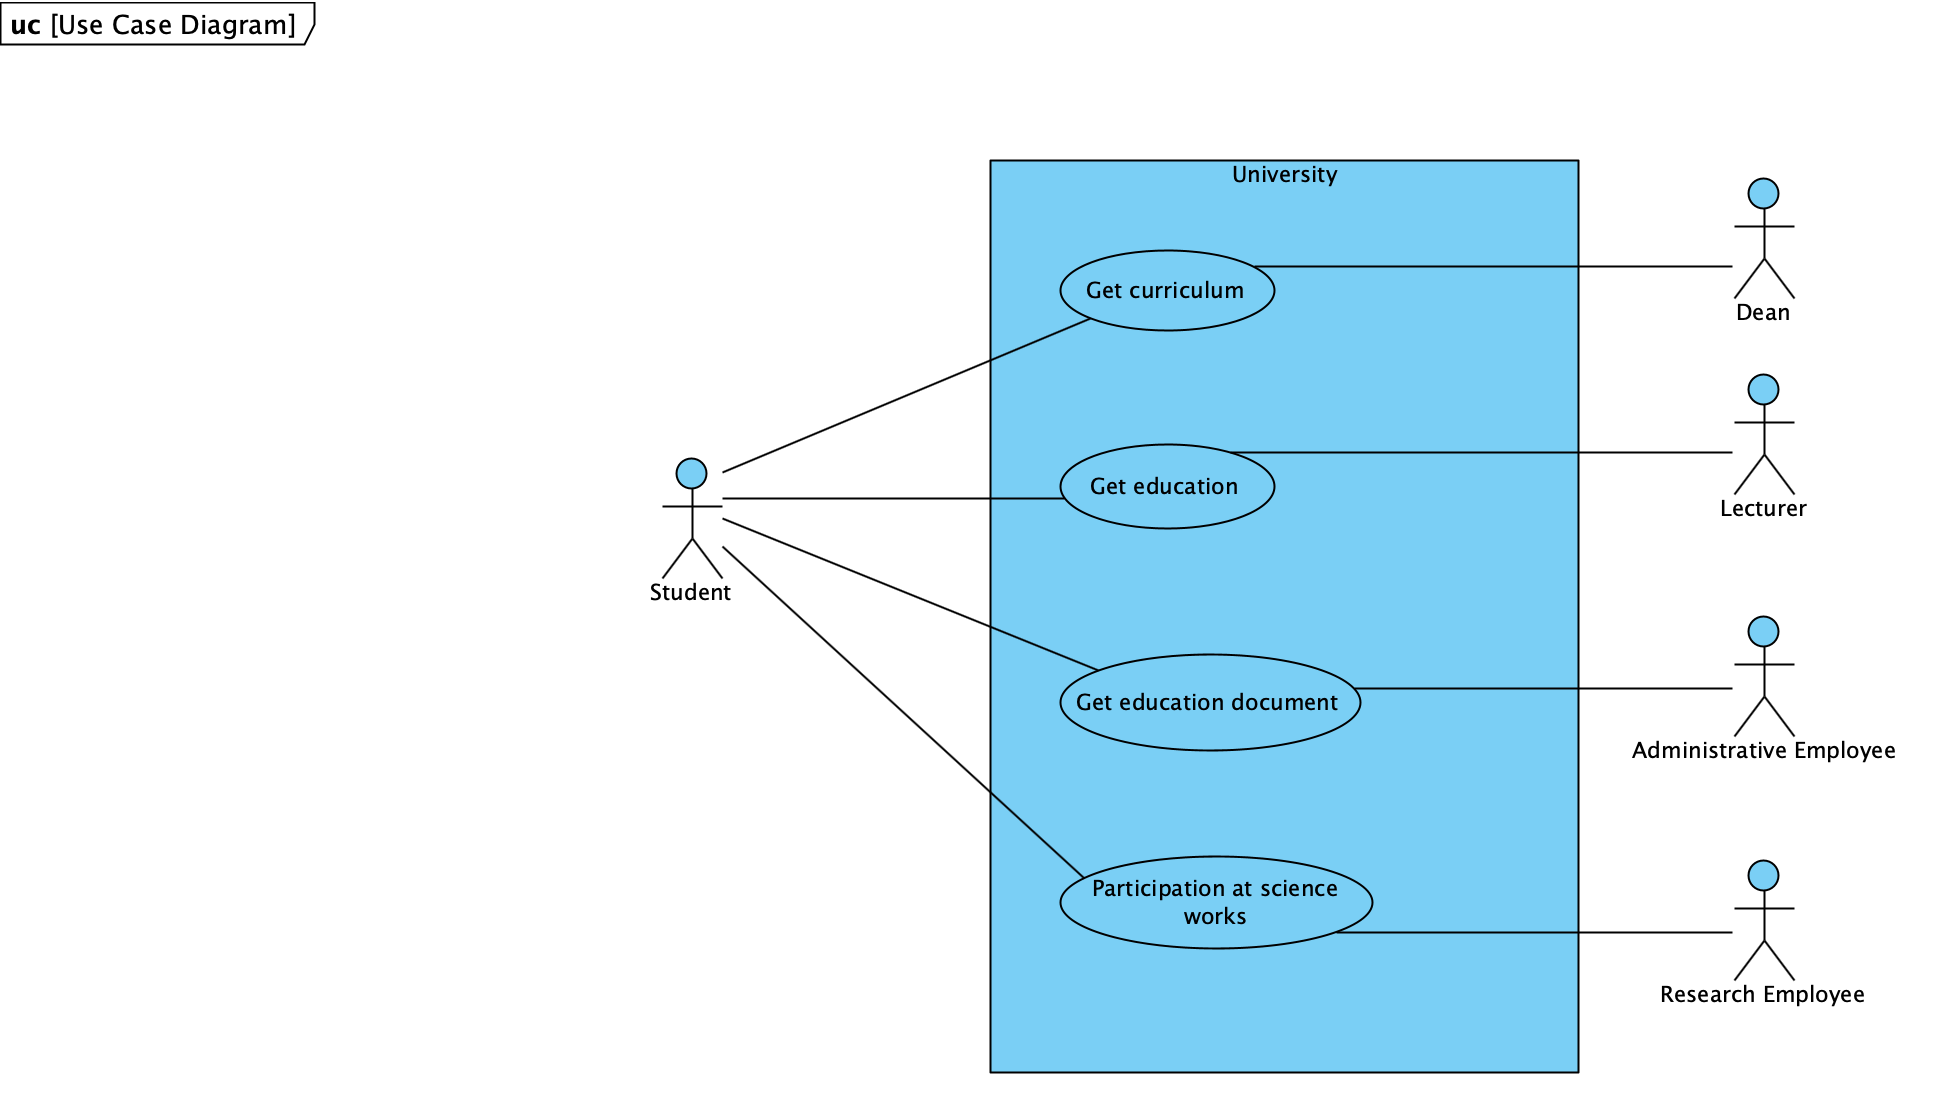 uc [Use Case Diagram]
University
Get curriculum
Dean
Get education
Lecturer
Student
Get education document
Administrative Employee
Participation at science
works
Research Employee